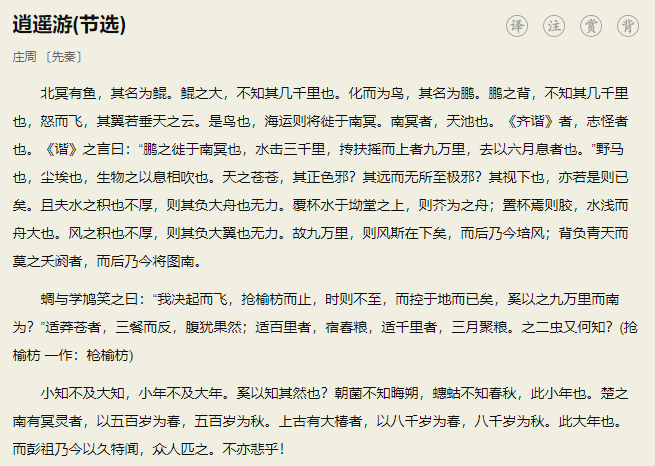 逍遥游(节选)
译 注 赏 背
庄周 〔先秦〕
北冥有鱼，其名为鲲。鲲之大，不知其几千里也。化而为鸟，其名为鹏。鹏之背，不知其几千里
也，怒而飞，其翼若垂天之云。是鸟也，海运则将徙于南冥。南冥者，天池也。《齐谐》者，志怪者
也。《谐》之言曰：“鹏之徙于南冥也，水击三千里，抟扶摇而上者九万里，去以六月息者也。”野马
也，尘埃也，生物之以息相吹也。天之苍苍，其正色邪？其远而无所至极邪？其视下也，亦若是则已
矣。且夫水之积也不厚，则其负大舟也无力。覆杯水于坳堂之上，则芥为之舟；置杯焉则胶，水浅而
舟大也。风之积也不厚，则其负大翼也无力。故九万里，则风斯在下矣，而后乃今培风；背负青天而
莫之夭阏者，而后乃今将图南。
蜩与学鸠笑之曰：“我决起而飞，抢榆枋而止，时则不至，而控于地而已矣，奚以之九万里而南
为？”适莽苍者，三餐而反，腹犹果然；适百里者，宿舂粮，适千里者，三月聚粮。之二虫又何知？(抢
榆枋 一作：枪榆枋)
小知不及大知，小年不及大年。奚以知其然也？朝菌不知晦朔，蟪蛄不知春秋，此小年也。楚之
南有冥灵者，以五百岁为春，五百岁为秋。上古有大椿者，以八千岁为春，八千岁为秋。此大年也。
而彭祖乃今以久特闻，众人匹之。不亦悲乎！